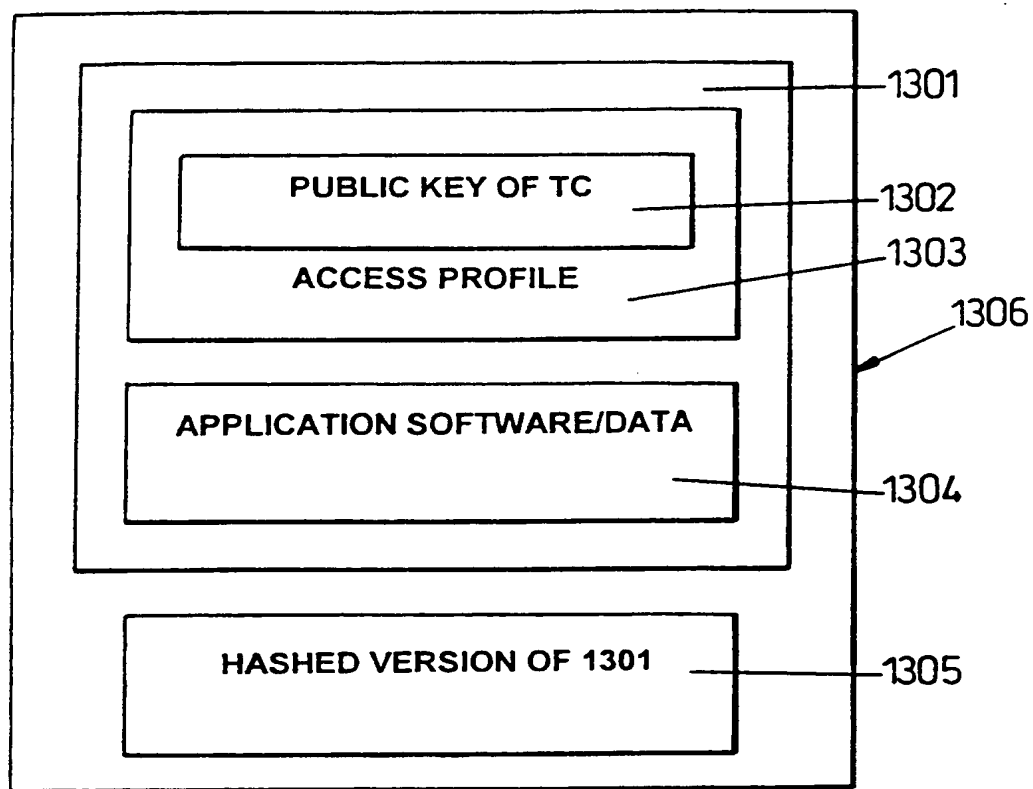 1301
PUBLIC KEY OF TC
1302
ACCESS PROFILE
1303
1306
APPLICATION SOFTWARE/DATA
1304
HASHED VERSION OF 1301
1305